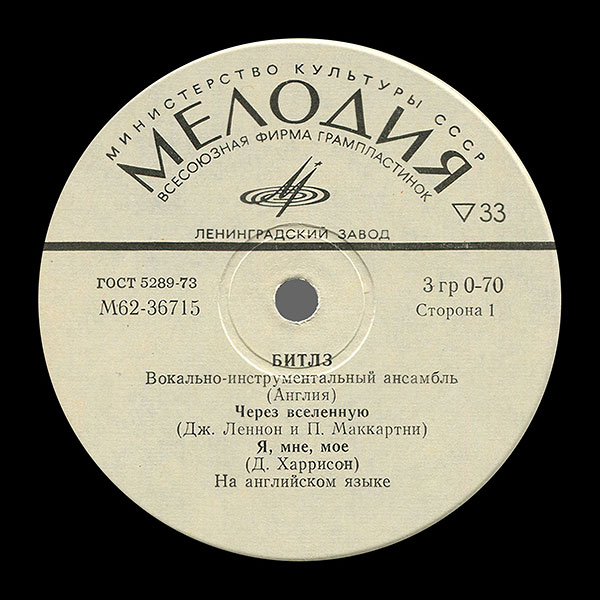 МИНИСТЕРСТВО КУЛЬТУРЫ СССР
МЕЛОДИЯ
ВСЕСОЮЗНАЯ ФИРМА ГРАМПЛАСТИНОК
▽33
ЛЕНИНГРАДСКИЙ ЗАВОД
ГОСТ 5289-73
М62-36715
3 гр 0-70
Сторона 1
БИТЛЗ
Вокально-инструментальный ансамбль
(Англия)
Через вселенную
(Дж. Леннон и П. Маккартни)
Я, мне, мое
(Д. Харрисон)
На английском языке